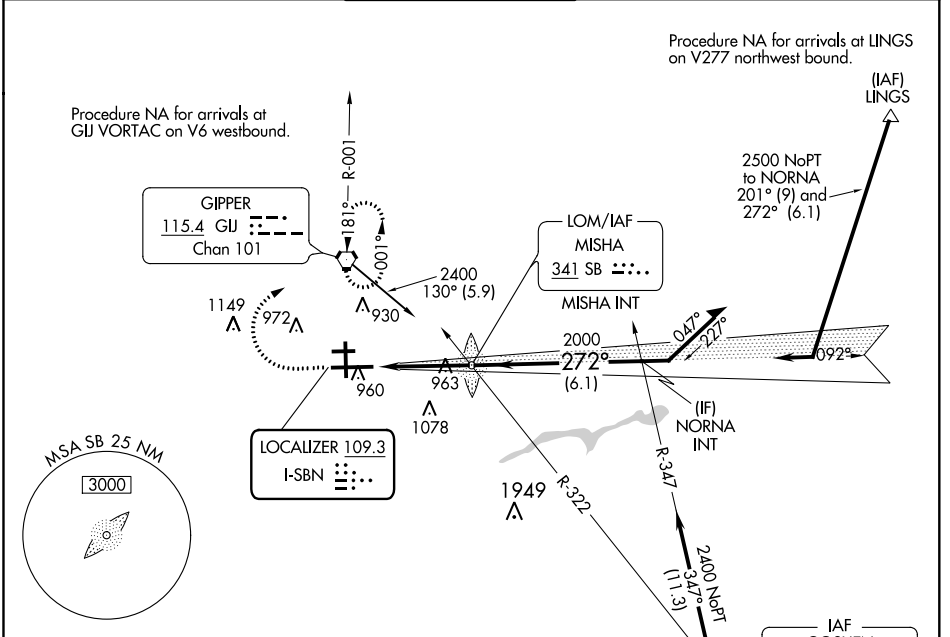 Procedure NA for arrivals at LINGS
on V277 northwest bound.
(IAF)
LINGS
Procedure NA for arrivals at
GIJ VORTAC on V6 westbound.
R-001
181°
001°
2500 NoPT
to NORNA
201° (9) and
272° (6.1)
GIPPER
115.4 GIJ
Chan 101
LOM/IAF
MISHA
341 SB
MISHA INT
2400
130° (5.9)
1149
972
930
2000
272°
(6.1)
047°
227°
092°
960
963
1078
(IF)
NORNA
INT
LOCALIZER 109.3
I-SBN
MSA SB 25 NM
3000
1949
R-322
R-347
2400 NoPT
347°
(11.3)
IAF